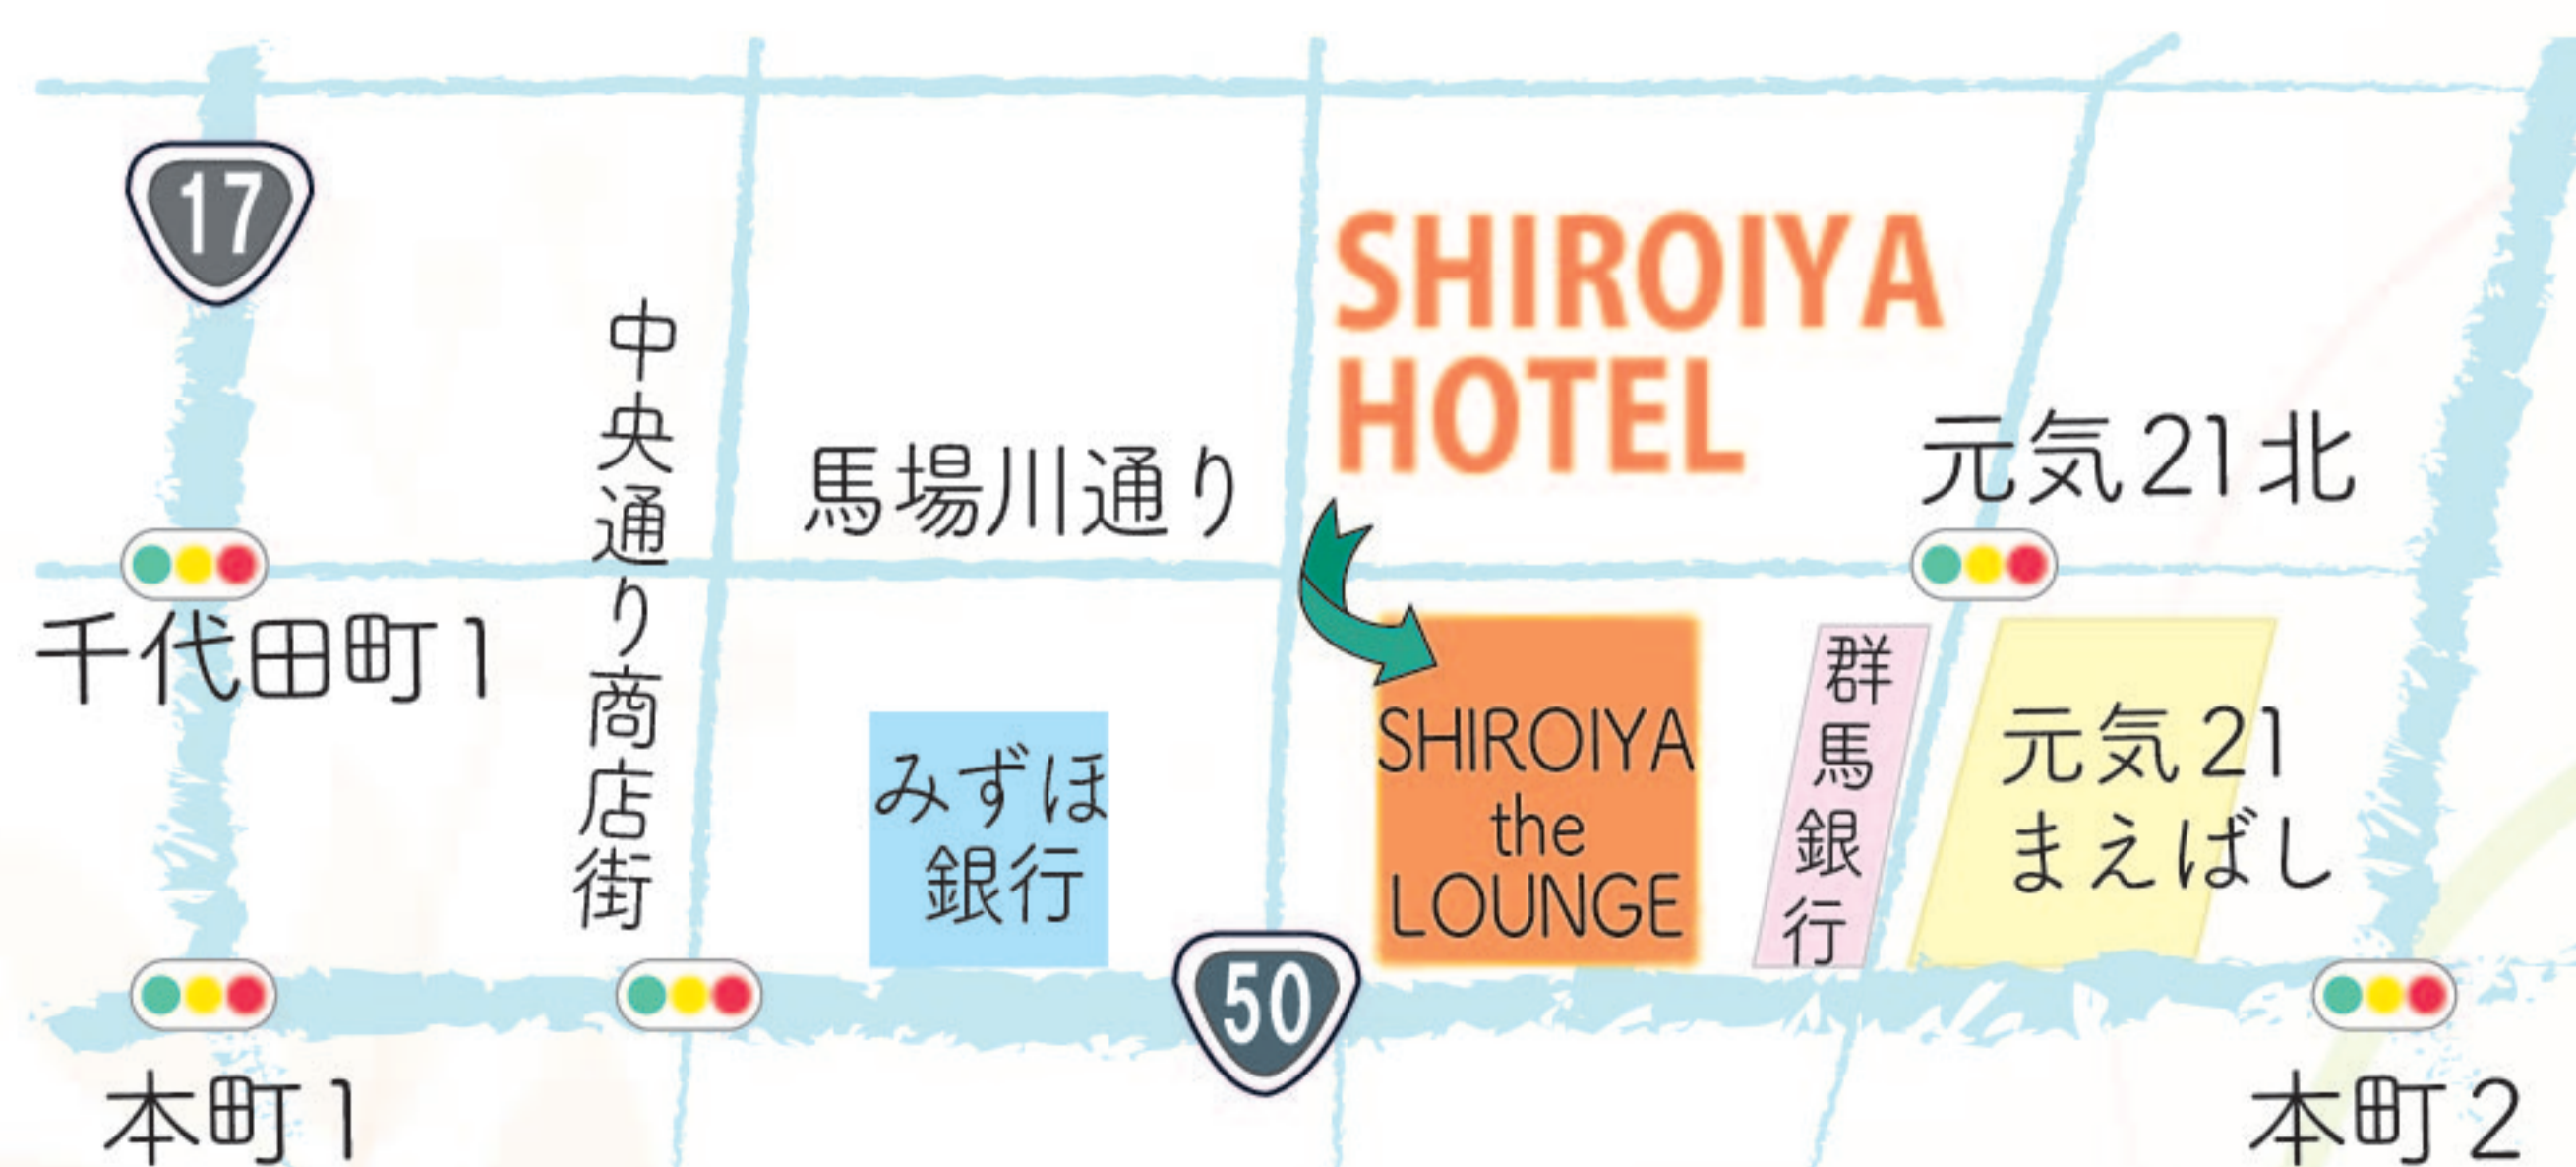 17
中央通り商店街
SHIROIYA
HOTEL
馬場川通り
元気21北
千代田町1
みずほ
銀行
SHIROIYA
the
LOUNGE
群馬銀行
元気21
まえばし
50
本町1
本町2